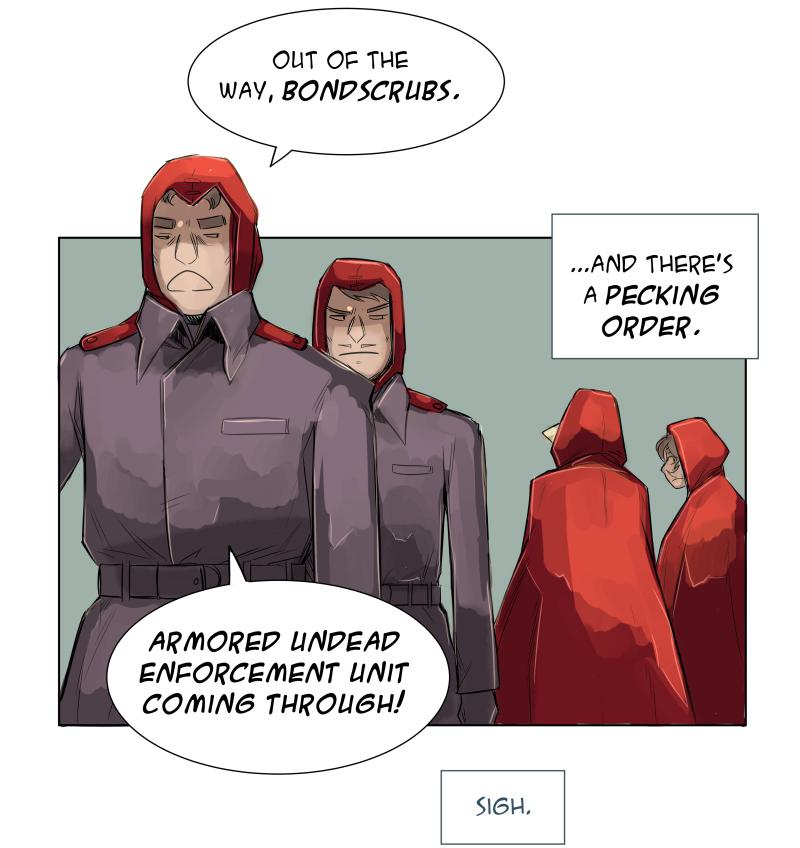 OUT OF THE
WAY, BONDSCRUBS.
...AND THERE'S
A PECKING
ORDER.
ARMORED UNDEAD
ENFORCEMENT UNIT
COMING THROUGH!
SIGH.